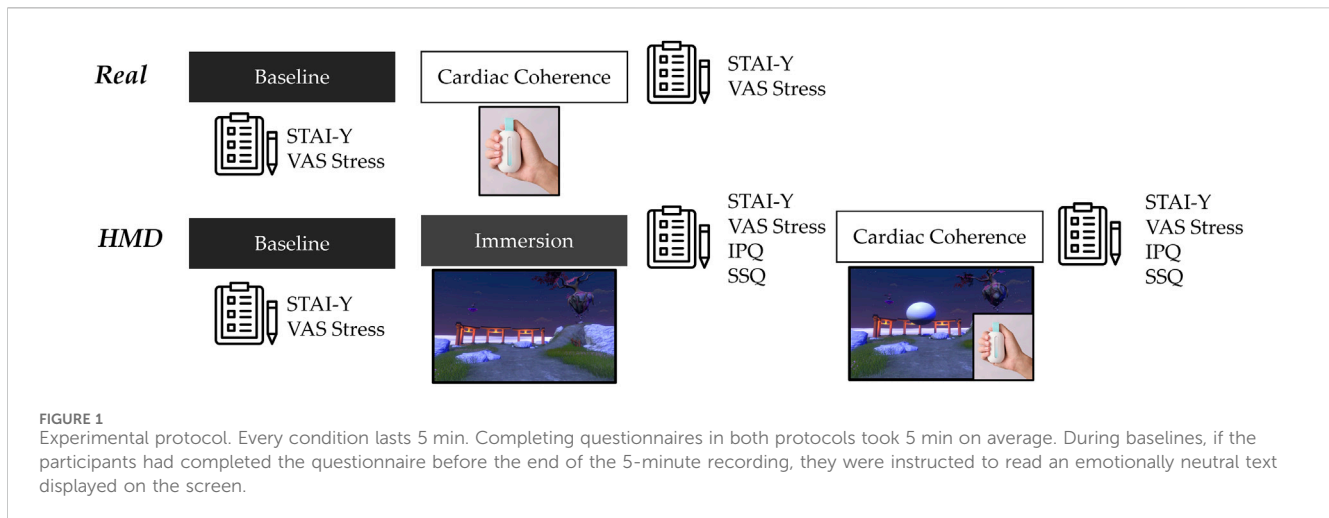 Real
Baseline
Cardiac Coherence
STAI-Y
VAS Stress
STAI-Y
VAS Stress
HMD
Baseline
Immersion
STAI-Y
VAS Stress
IPQ
SSQ
Cardiac Coherence
STAI-Y
VAS Stress
IPQ
SSQ
STAI-Y
VAS Stress
FIGURE 1
Experimental protocol. Every condition lasts 5 min. Completing questionnaires in both protocols took 5 min on average. During baselines, if the
participants had completed the questionnaire before the end of the 5-minute recording, they were instructed to read an emotionally neutral text
displayed on the screen.